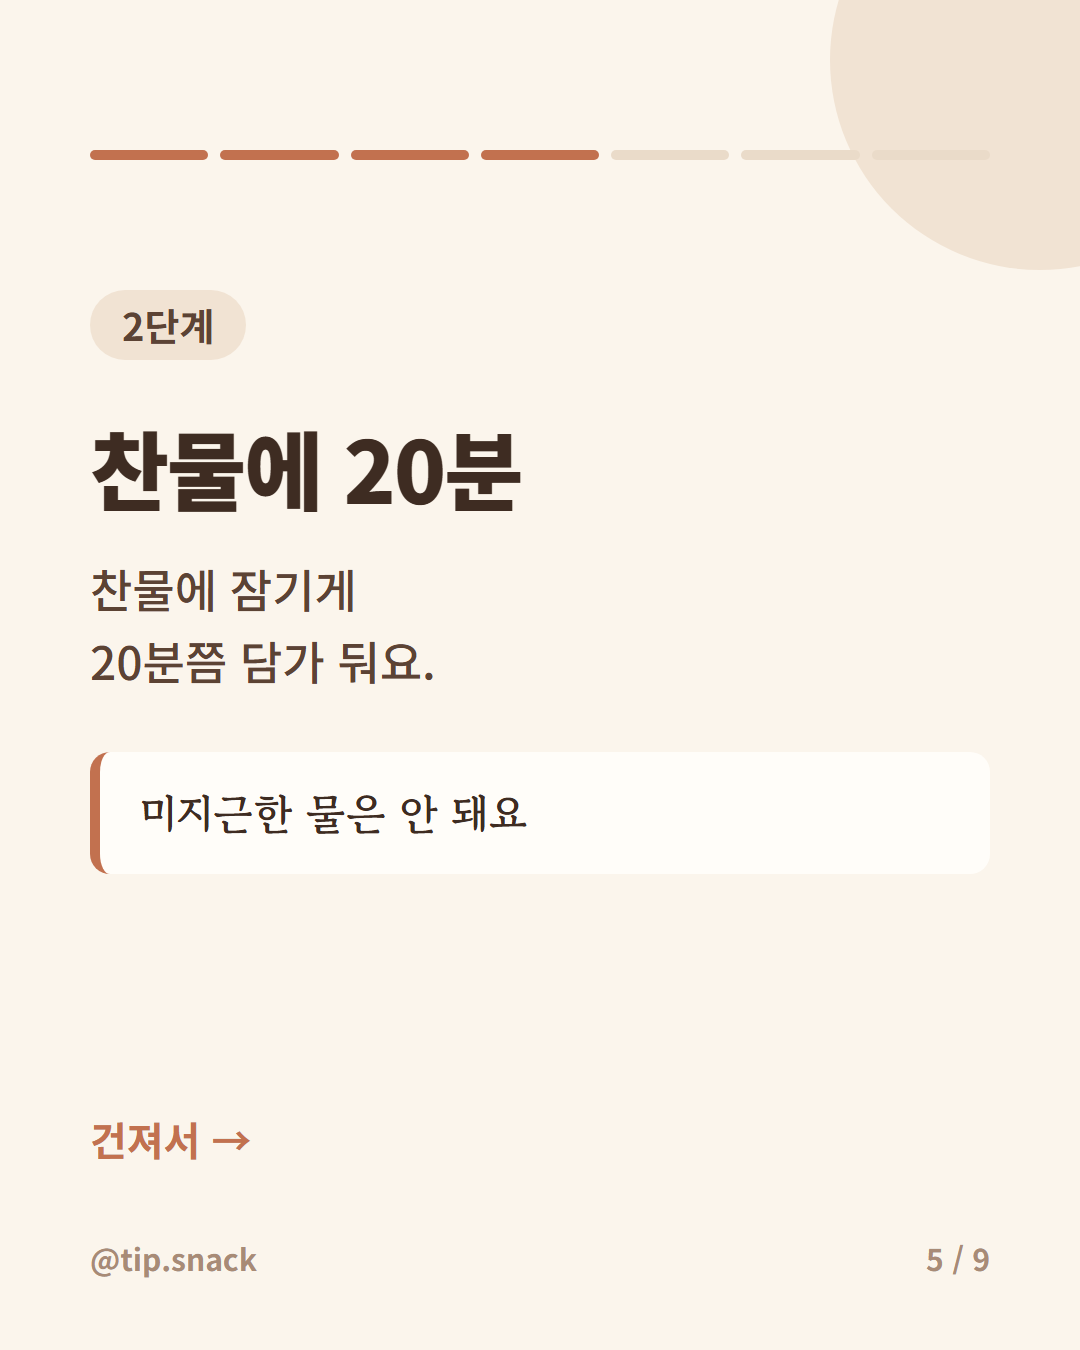 2단계
찬물에 20분
찬물에 잠기게
20분쯤 담가 둬요.
미지근한 물은 안 돼요
건져서 →
@tip.snack
5 / 9